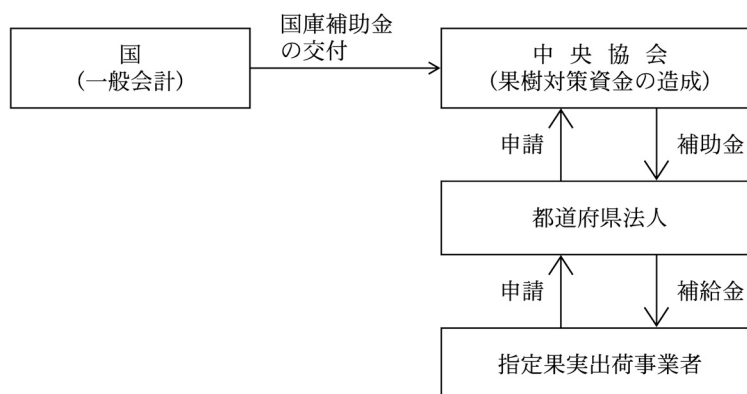 国
（一般会計）
国庫補助金
の交付
中央協会
（果樹対策資金の造成）
申請
補助金
都道府県法人
申請
補給金
指定果実出荷事業者